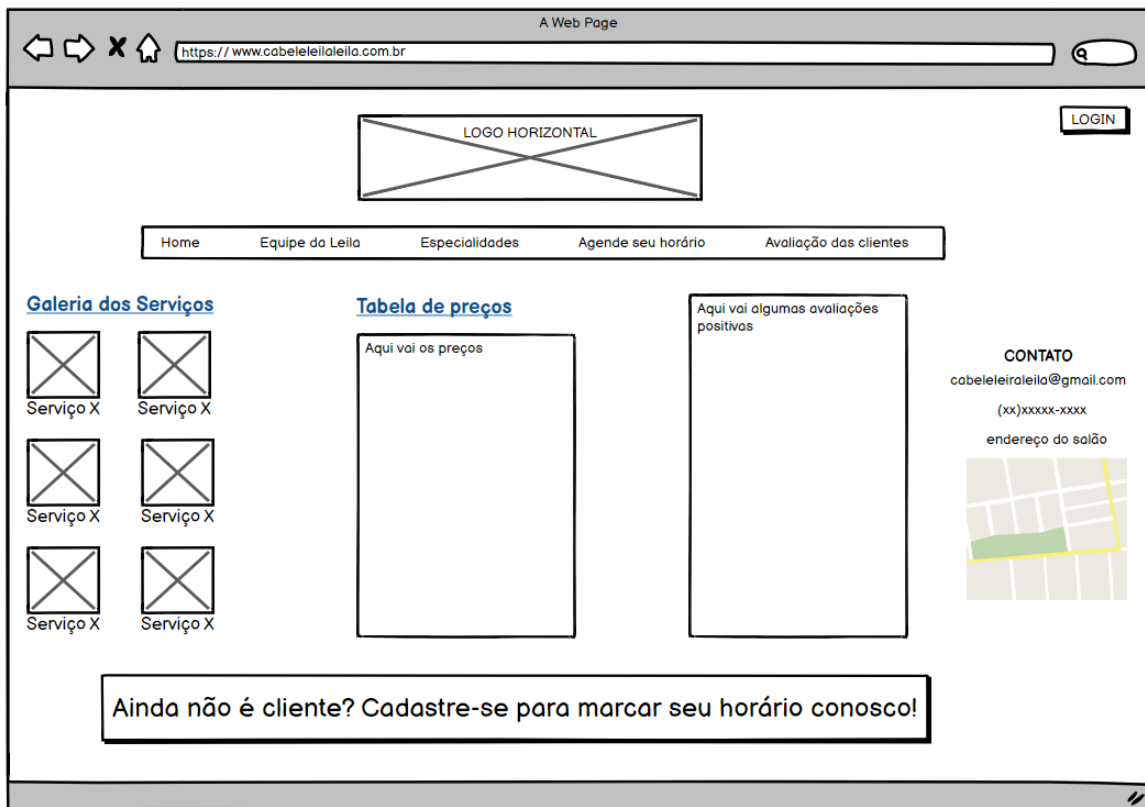 A Web Page
https:// www.cabeleleilaleila.com.br
LOGIN
LOGO HORIZONTAL
Home
Equipe da Leila
Especialidades
Agende seu horário
Avaliação das clientes
Galeria dos Serviços
Serviço X
Serviço X
Serviço X
Serviço X
Serviço X
Serviço X
Tabela de preços
Aqui vai os preços
Aqui vai algumas avaliações
positivas
CONTATO
cabeleleiraleila@gmail.com
(xx)xxxxx-xxxx
endereço do salão
Ainda não é cliente? Cadastre-se para marcar seu horário conosco!